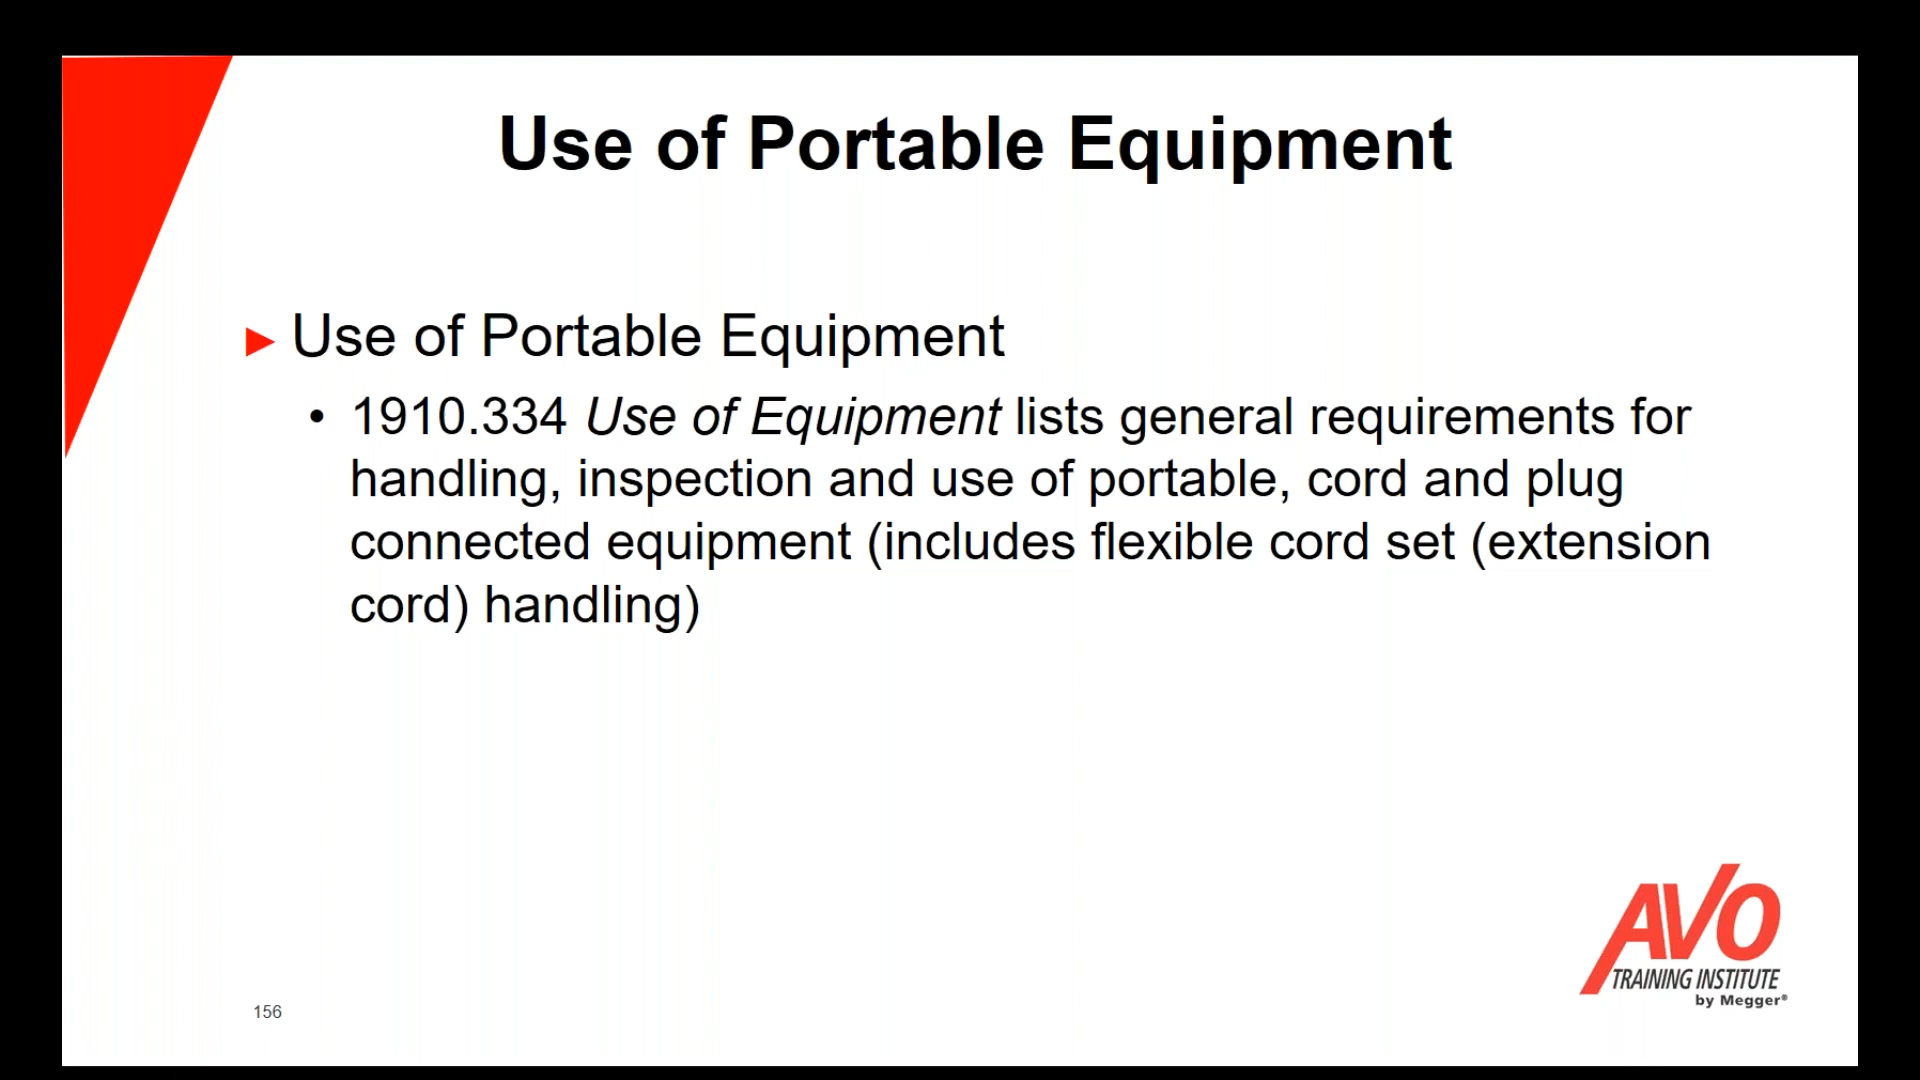 Use of Portable Equipment
► Use of Portable Equipment
• 1910.334 Use of Equipment lists general requirements for
handling, inspection and use of portable, cord and plug
connected equipment (includes flexible cord set (extension
cord) handling)
AVO
TRAINING INSTITUTE
by Megger®
156